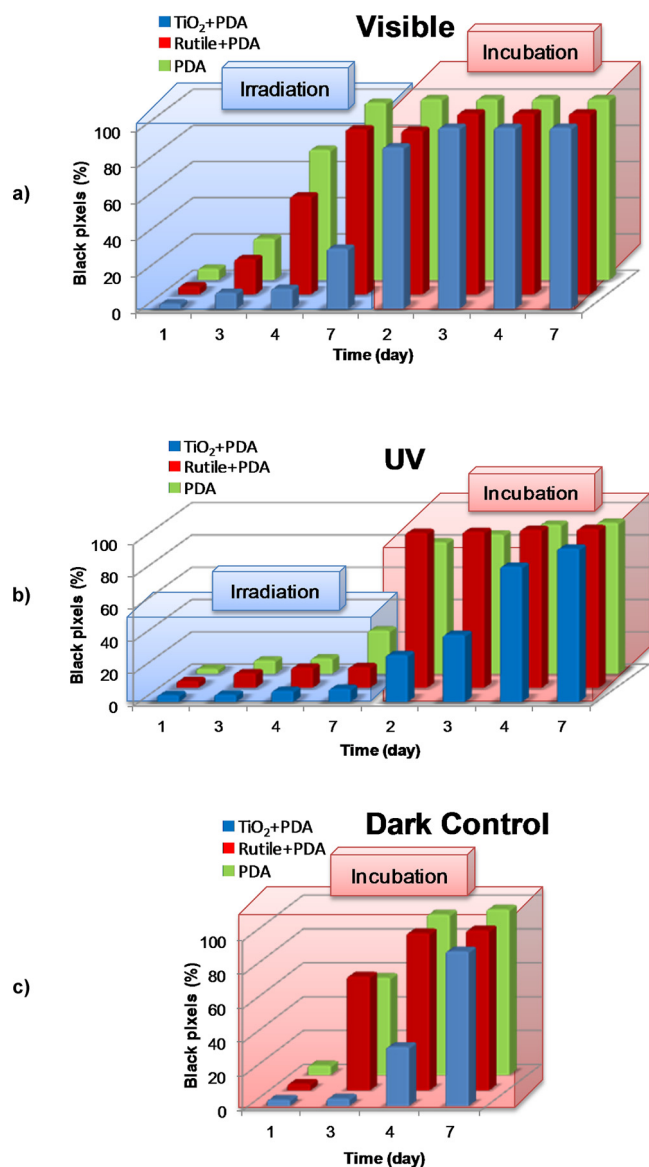 TiO₂+PDA
Rutile+PDA
PDA
Visible
Incubation
Irradiation
a)
Black pixels (%)
100
80
60
40
20
0
1 3 4 7 2 3 4 7
Time (day)
TiO₂+PDA
Rutile+PDA
PDA
UV
Incubation
Irradiation
b)
Black pixels (%)
100
80
60
40
20
0
1 3 4 7 2 3 4 7
Time (day)
TiO₂+PDA
Rutile+PDA
PDA
Dark Control
Incubation
c)
Black pixels (%)
100
80
60
40
20
0
1 3 4 7
Time (day)